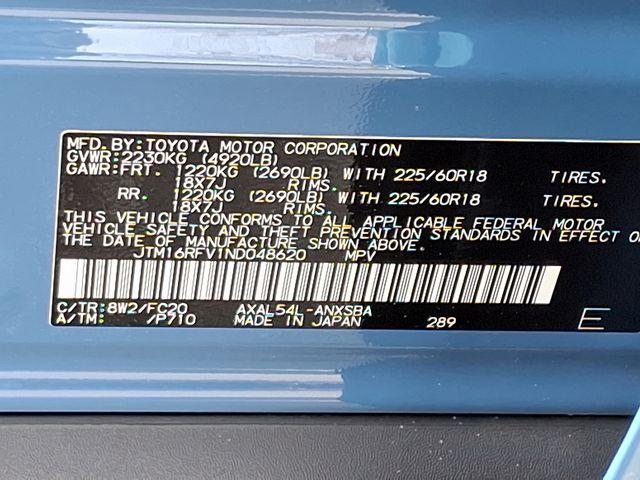 MFD. BY: TOYOTA MOTOR CORPORATION
GVWR: 2230KG (4920LB)
GAWR: FRT. 1220KG (2690LB) WITH 225/60R18 TIRES.
18X7J RIMS.
RR. 1220KG (2690LB) WITH 225/60R18 TIRES.
18X7J RIMS.
THIS VEHICLE CONFORMS TO ALL APPLICABLE FEDERAL MOTOR
VEHICLE SAFETY AND THEFT PREVENTION STANDARDS IN EFFECT
THE DATE OF MANUFACTURE SHOWN ABOVE.
JTM16RFV1ND048620 MPV
C/TR: 8W2/FC20 AXAL54L-ANXSBA
A/TM: /P710 MADE IN JAPAN 289 E